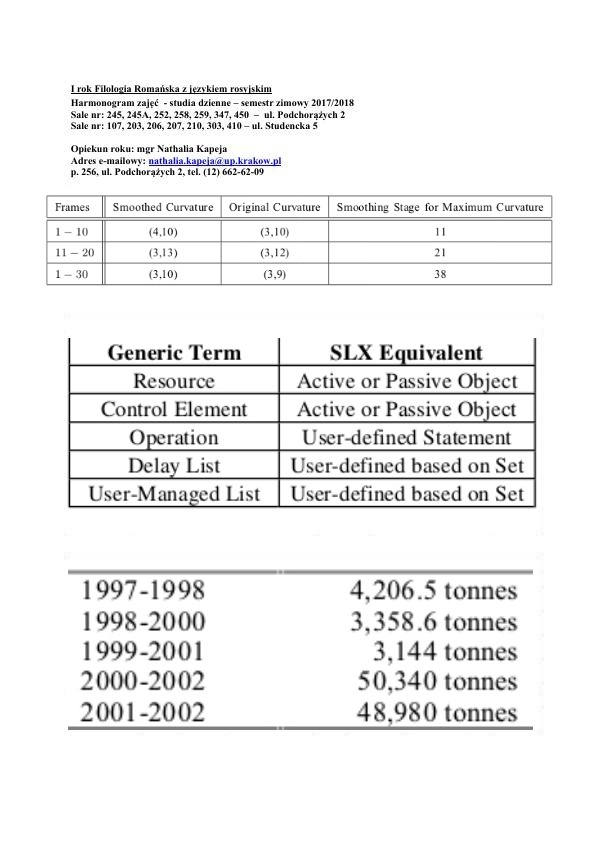 I rok Filologia Romańska z językiem rosyjskim
Harmonogram zajęć - studia dzienne – semestr zimowy 2017/2018
Sale nr: 245, 245A, 252, 258, 259, 347, 450 – ul. Podchorążych 2
Sale nr: 107, 203, 206, 207, 210, 303, 410 – ul. Studencka 5
Opiekun roku: mgr Nathalia Kapeja
Adres e-mailowy: nathalia.kapeja@up.krakow.pl
p. 256, ul. Podchorążych 2, tel. (12) 662-62-09
Frames Smoothed Curvature Original Curvature Smoothing Stage for Maximum Curvature
1 − 10 (4,10) (3,10) 11
11 − 20 (3,13) (3,12) 21
1 − 30 (3,10) (3,9) 38
Generic Term SLX Equivalent
Resource Active or Passive Object
Control Element Active or Passive Object
Operation User-defined Statement
Delay List User-defined based on Set
User-Managed List User-defined based on Set
1997-1998 4,206.5 tonnes
1998-2000 3,358.6 tonnes
1999-2001 3,144 tonnes
2000-2002 50,340 tonnes
2001-2002 48,980 tonnes